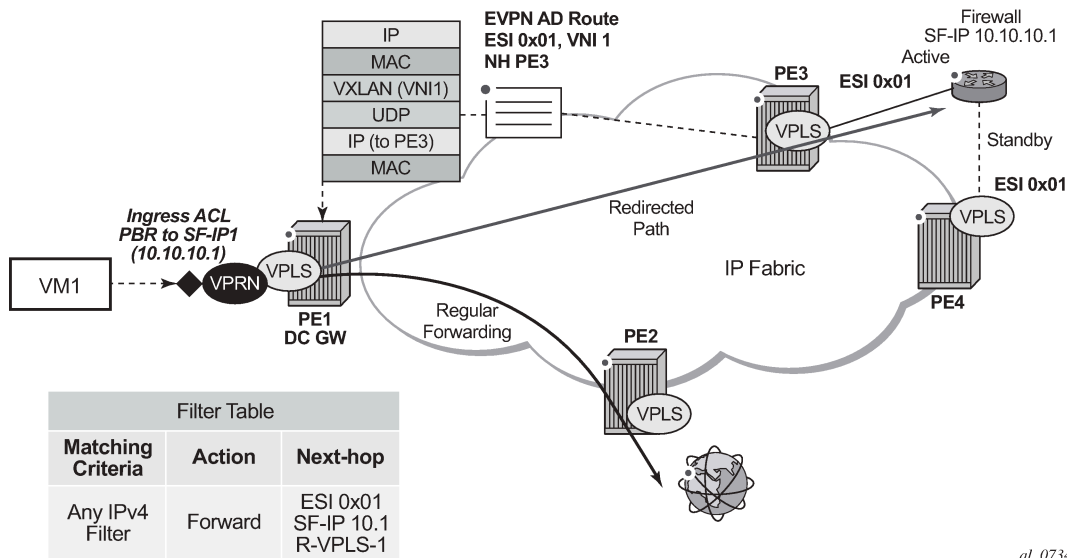 IP
MAC
VXLAN (VNI1)
UDP
IP (to PE3)
MAC
EVPN AD Route
ESI 0x01, VNI 1
NH PE3
Firewall
SF-IP 10.10.10.1
Active
PE3
ESI 0x01
VPLS
Standby
ESI 0x01
VPLS
PE4
Redirected
Path
IP Fabric
Ingress ACL
PBR to SF-IP1
(10.10.10.1)
VM1
VPRN
VPLS
PE1
DC GW
Regular
Forwarding
PE2
VPLS
Filter Table
Matching
Criteria
Action
Next-hop
Any IPv4
Filter
Forward
ESI 0x01
SF-IP 10.1
R-VPLS-1